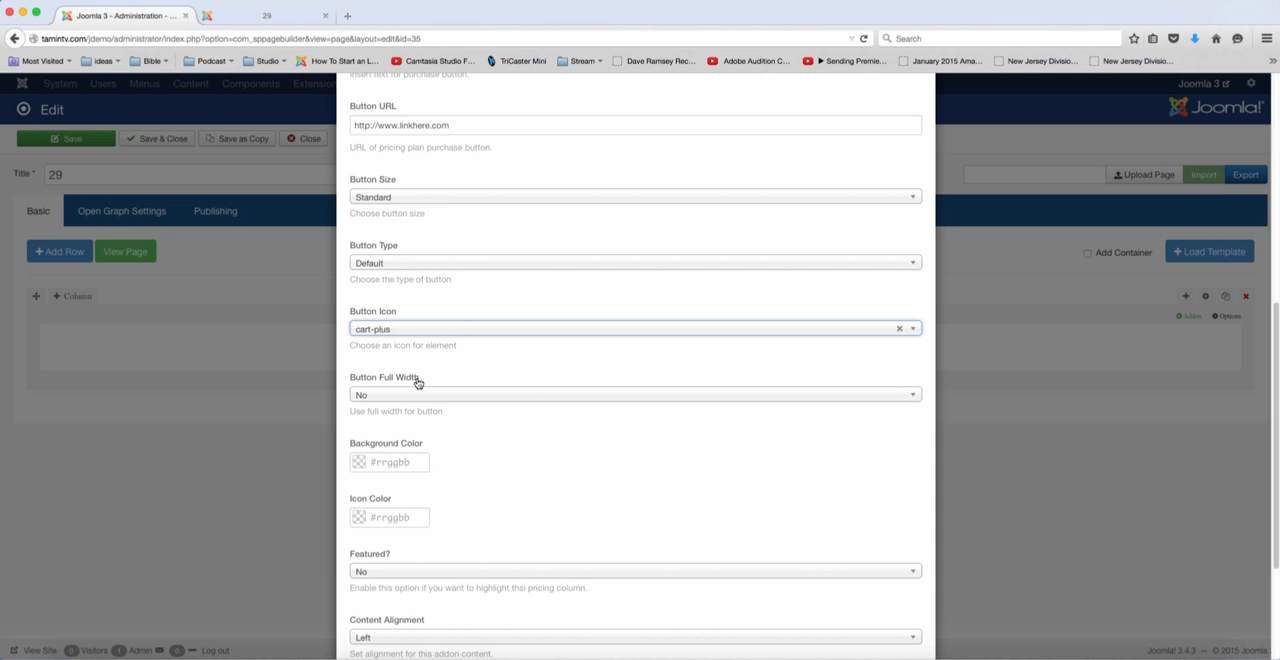 Joomla 3 - Administration - ...
29
tamintv.com/jdemo/administrator/index.php?option=com_sppagebuilder&view=page&layout=edit&id=35
Search
Most Visited
ideas
Bible
Podcast
Studio
How To Start an L...
Camtasia Studio F...
TriCaster Mini
Stream
Dave Ramsey Rec...
Adobe Audition C...
Sending Premie...
January 2015 Ama...
New Jersey Divisio...
New Jersey Divisio...
System Users Menus Content Components Extension
Joomla 3
Edit
Joomla!
Save
Save & Close
Save as Copy
Close
Title *
29
Upload Page
Import
Export
Basic
Open Graph Settings
Publishing
+ Add Row
View Page
Add Container
+ Load Template
+ Column
Addon
Options
Insert text for purchase button.
Button URL
http://www.linkhere.com
URL of pricing plan purchase button.
Button Size
Standard
Choose button size
Button Type
Default
Choose the type of button
Button Icon
cart-plus
Choose an icon for element
Button Full Width
No
Use full width for button
Background Color
#rrggbb
Icon Color
#rrggbb
Featured?
No
Enable this option if you want to highlight thsi pricing column.
Content Alignment
Left
Set alignment for this addon content.
View Site
0 Visitors
1 Admin
0
Log out
Joomla! 3.4.3 — © 2015 Joomla